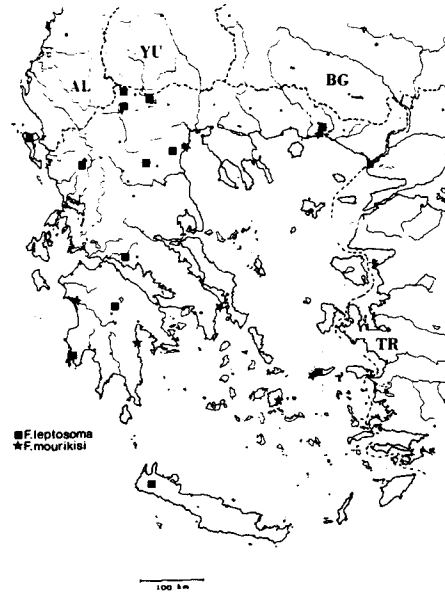 YU
BG
AL
TR
■F.leptosoma
★F.mourikisi
100 km